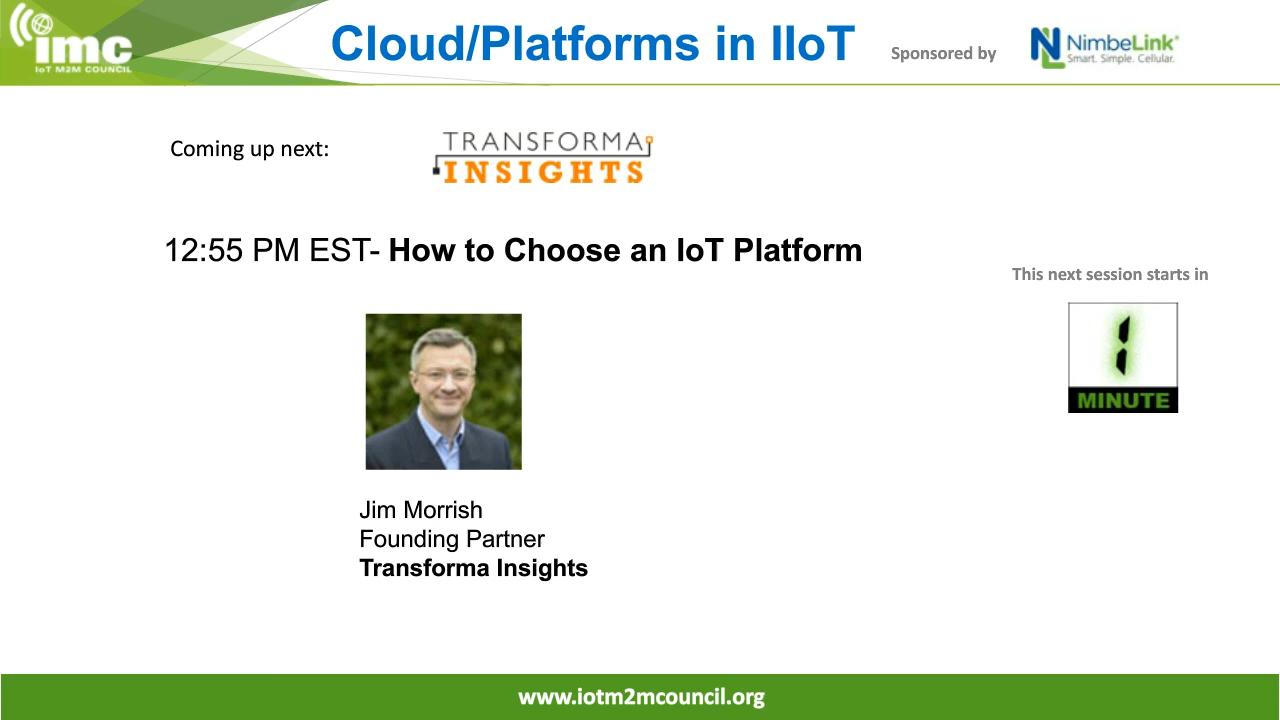 imc
IoT M2M COUNCIL
Cloud/Platforms in IIoT
Sponsored by
NimbeLink®
Smart. Simple. Cellular.
Coming up next:
TRANSFORMA
INSIGHTS
12:55 PM EST- How to Choose an IoT Platform
This next session starts in
1
MINUTE
Jim Morrish
Founding Partner
Transforma Insights
www.iotm2mcouncil.org